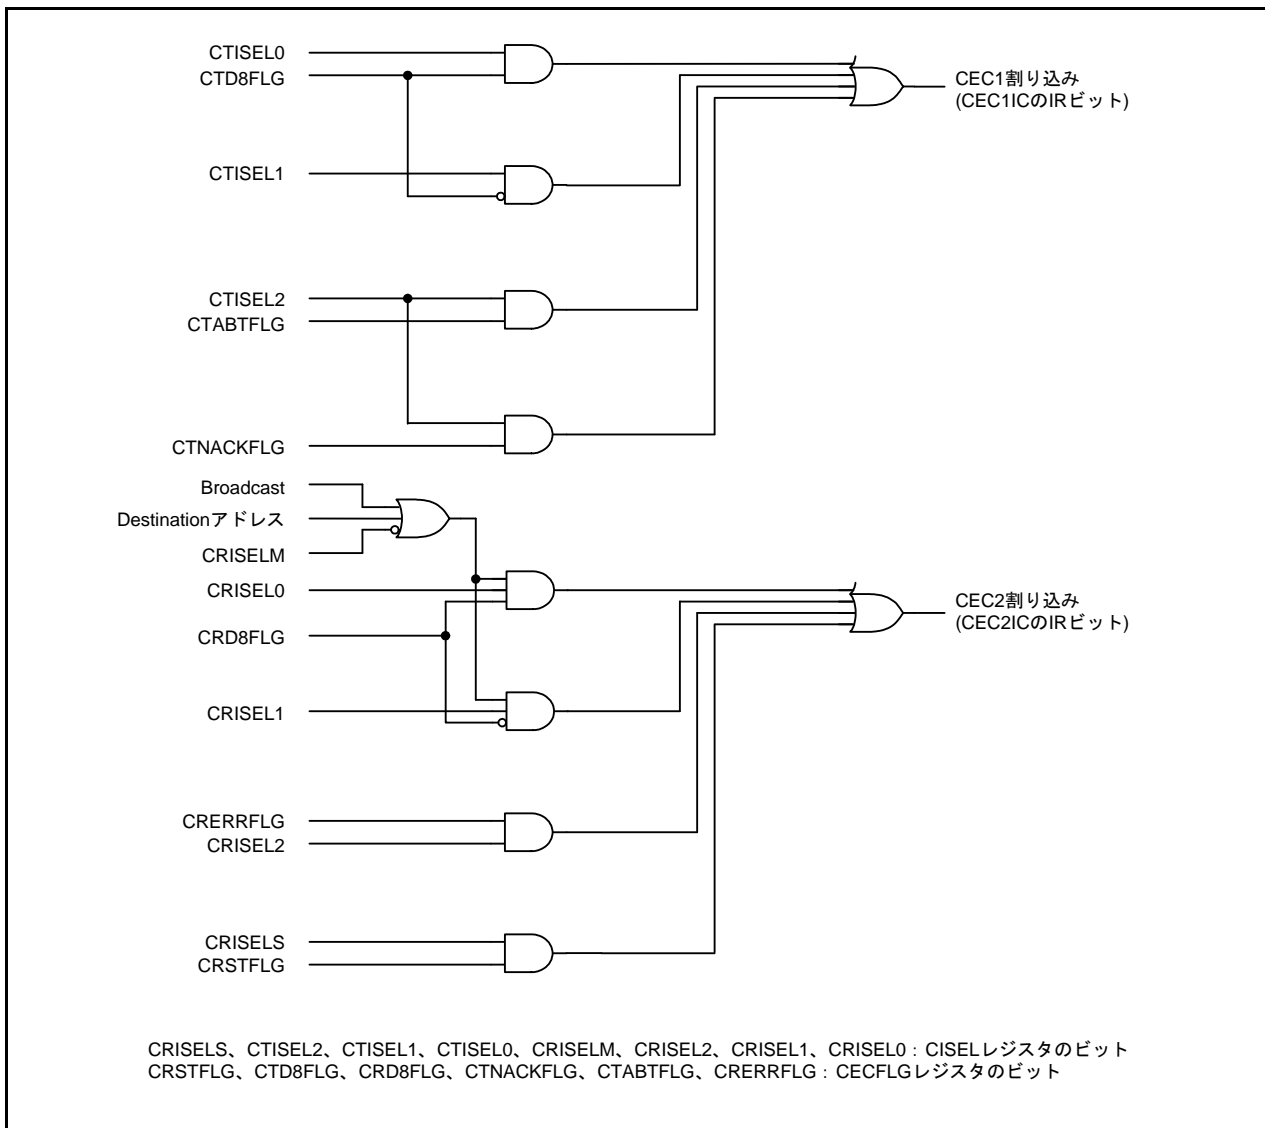 CTISEL0
CTD8FLG
CEC1割り込み
(CEC1ICのIRビット)
CTISEL1
CTISEL2
CTABTFLG
CTNACKFLG
Broadcast
Destinationアドレス
CRISELM
CRISEL0
CEC2割り込み
(CEC2ICのIRビット)
CRD8FLG
CRISEL1
CRERRFLG
CRISEL2
CRISELS
CRSTFLG
CRISELS、CTISEL2、CTISEL1、CTISEL0、CRISELM、CRISEL2、CRISEL1、CRISEL0：CISELレジスタのビット
CRSTFLG、CTD8FLG、CRD8FLG、CTNACKFLG、CTABTFLG、CRERRFLG：CECFLGレジスタのビット